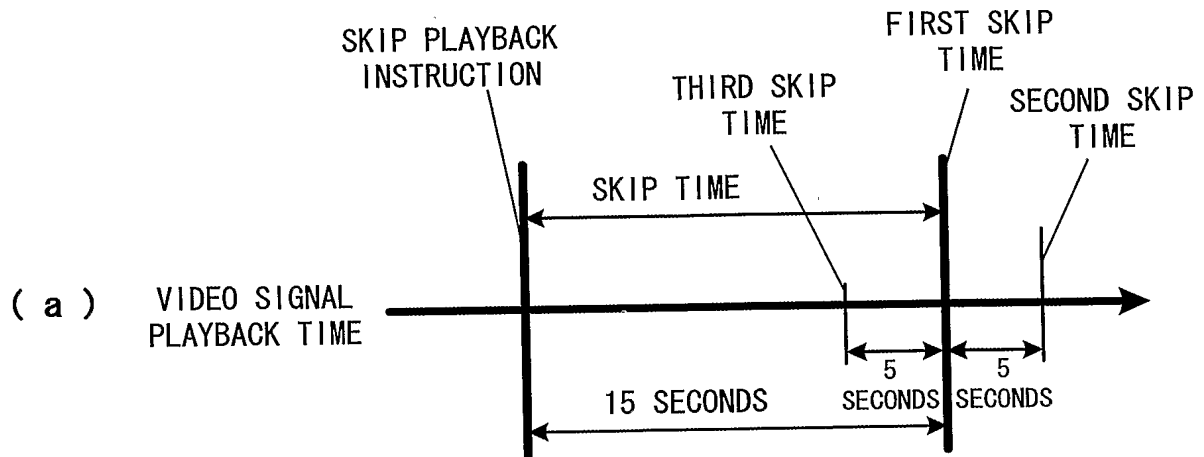 SKIP PLAYBACK
INSTRUCTION
FIRST SKIP
TIME
THIRD SKIP
TIME
SECOND SKIP
TIME
SKIP TIME
( a )
VIDEO SIGNAL
PLAYBACK TIME
5
SECONDS
5
SECONDS
15 SECONDS